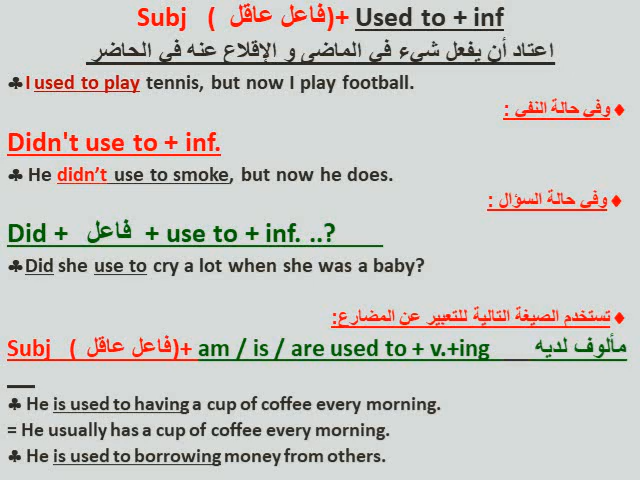 Subj ( فاعل عاقل )+ Used to + inf
اعتاد أن يفعل شيء في الماضى و الإقلاع عنه في الحاضر
♣I used to play tennis, but now I play football.
♦وفي حالة النفي :
Didn't use to + inf.
♣ He didn’t use to smoke, but now he does.
♦وفي حالة السؤال :
Did + فاعل + use to + inf. ..?
♣Did she use to cry a lot when she was a baby?
♦تستخدم الصيغة التالية للتعبير عن المضارع:
Subj ( فاعل عاقل )+ am / is / are used to + v.+ing مألوف لديه
♣ He is used to having a cup of coffee every morning.
= He usually has a cup of coffee every morning.
♣ He is used to borrowing money from others.